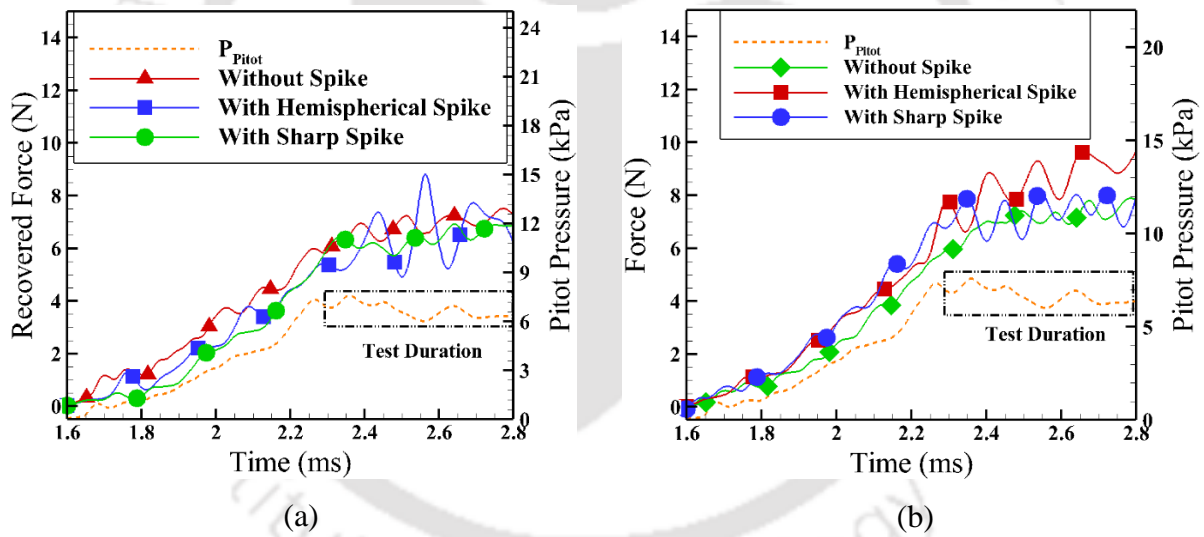 P_Pitot
Without Spike
With Hemispherical Spike
With Sharp Spike
Recovered Force (N)
14
12
10
8
6
4
2
0
24
21
18
15
12
9
6
3
0
Pitot Pressure (kPa)
Test Duration
1.6 1.8 2 2.2 2.4 2.6 2.8
Time (ms)
(a)
P_Pitot
Without Spike
With Hemispherical Spike
With Sharp Spike
Force (N)
14
12
10
8
6
4
2
0
20
15
10
5
0
Pitot Pressure (kPa)
Test Duration
1.6 1.8 2 2.2 2.4 2.6 2.8
Time (ms)
(b)